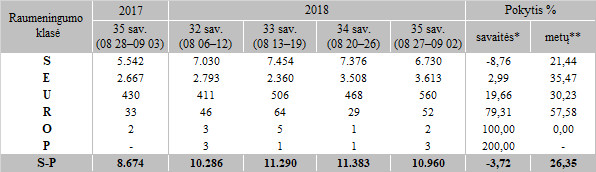 Raumeningumo klasė 2017 2018 Pokytis %
35 sav. (08 28–09 03) 32 sav. (08 06–12) 33 sav. (08 13–19) 34 sav. (08 20–26) 35 sav. (08 27–09 02) savaitės* metų**
S 5.542 7.030 7.454 7.376 6.730 -8,76 21,44
E 2.667 2.793 2.360 3.508 3.613 2,99 35,47
U 430 411 506 468 560 19,66 30,23
R 33 46 64 29 52 79,31 57,58
O 2 3 5 1 2 100,00 0,00
P - 3 1 1 3 200,00 -
S-P 8.674 10.286 11.290 11.383 10.960 -3,72 26,35